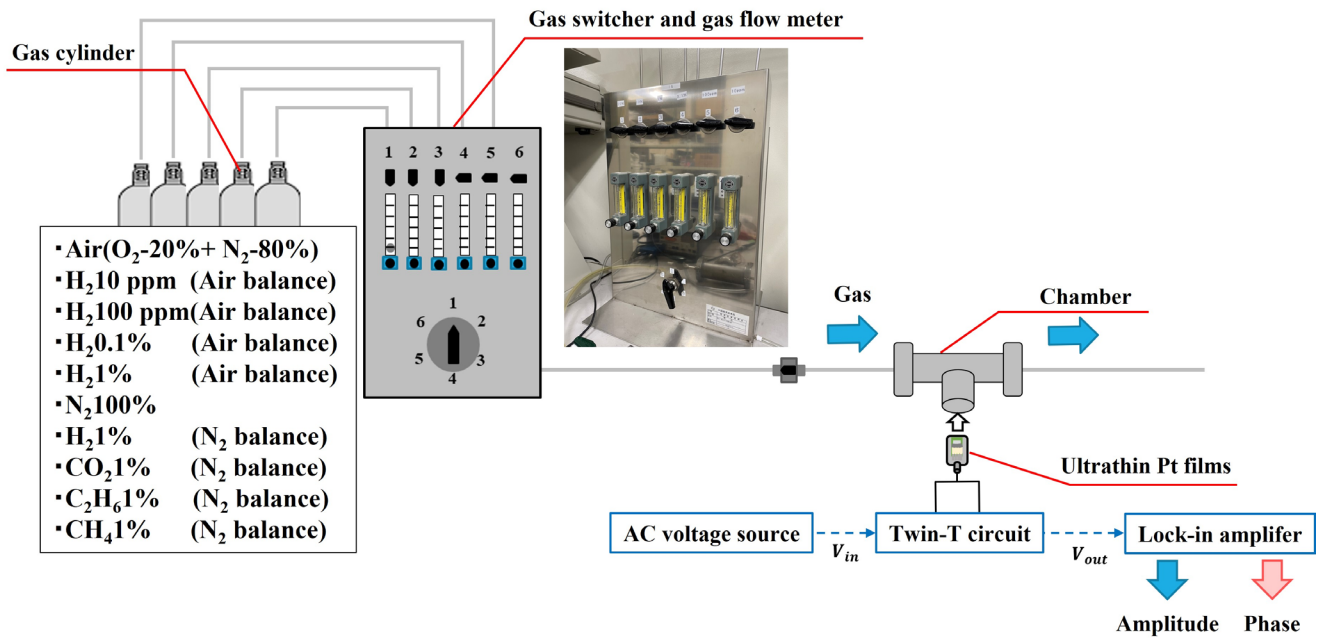 Gas switcher and gas flow meter
Gas cylinder
1 2 3 4 5 6
・Air(O₂-20%+ N₂-80%)
・H₂10 ppm (Air balance)
・H₂100 ppm(Air balance)
・H₂0.1% (Air balance)
・H₂1% (Air balance)
・N₂100%
・H₂1% (N₂ balance)
・CO₂1% (N₂ balance)
・C₂H₆1% (N₂ balance)
・CH₄1% (N₂ balance)
1
6 2
5 3
4
Gas
Chamber
Ultrathin Pt films
AC voltage source
V_in
Twin-T circuit
V_out
Lock-in amplifer
Amplitude
Phase